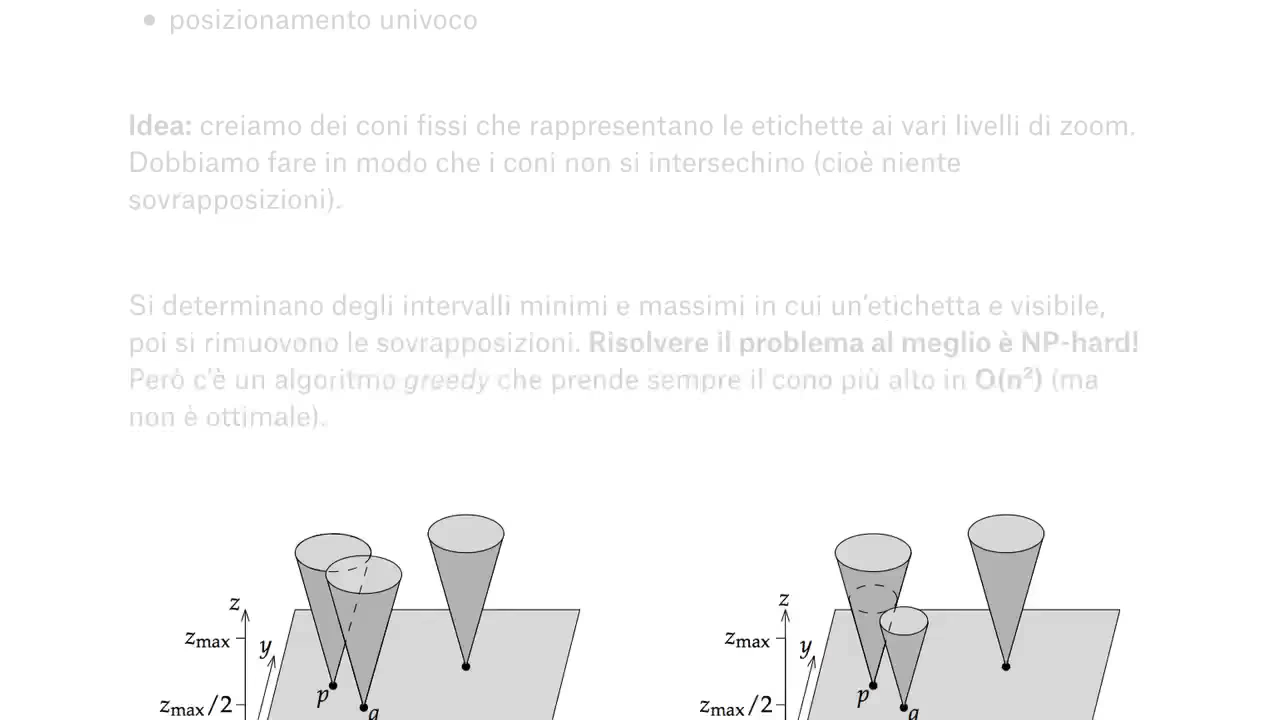 • posizionamento univoco
Idea: creiamo dei coni fissi che rappresentano le etichette ai vari livelli di zoom.
Dobbiamo fare in modo che i coni non si intersechino (cioè niente
sovrapposizioni).
Si determinano degli intervalli minimi e massimi in cui un'etichetta e visibile,
poi si rimuovono le sovrapposizioni. Risolvere il problema al meglio è NP-hard!
Però c'è un algoritmo greedy che prende sempre il cono più alto in O(n²) (ma
non è ottimale).
z
zmax
y
zmax/2
p
q
z
zmax
y
zmax/2
p
q